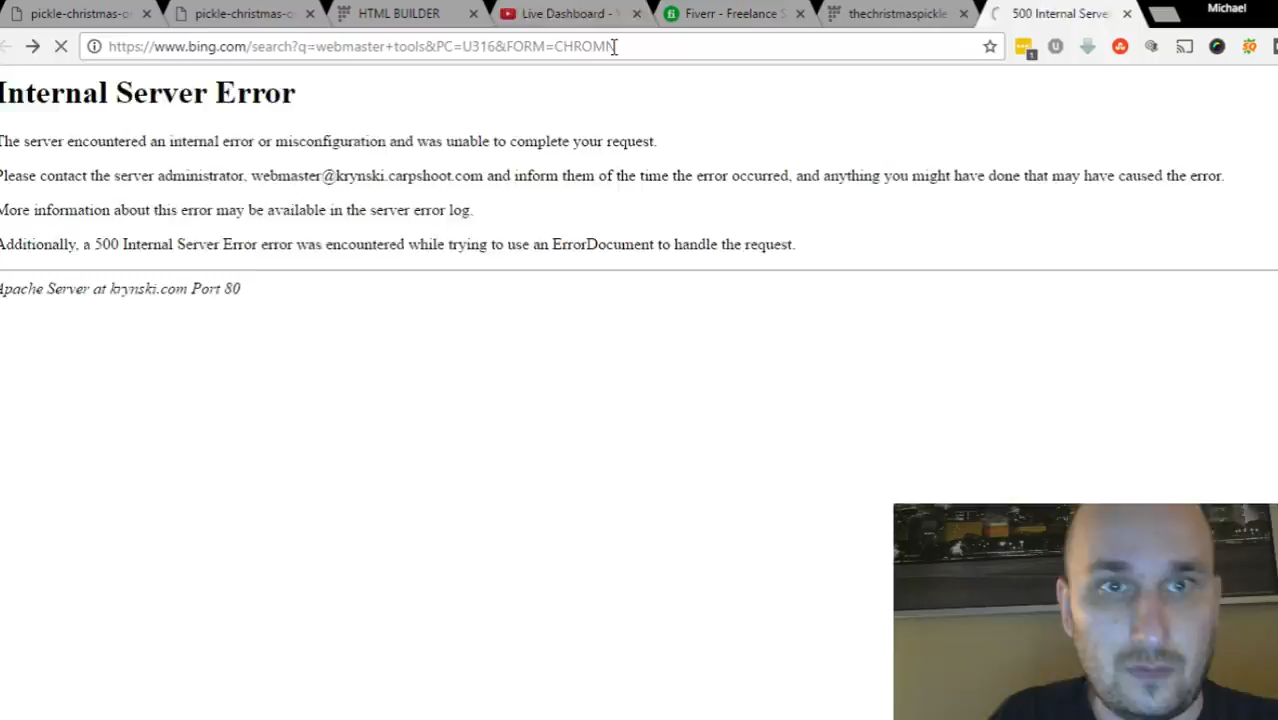 pickle-christmas-o
pickle-christmas-o
HTML BUILDER
Live Dashboard -
Fiverr - Freelance S
thechristmaspickle
500 Internal Serve
Michael
https://www.bing.com/search?q=webmaster+tools&PC=U316&FORM=CHROMN
1
Internal Server Error
The server encountered an internal error or misconfiguration and was unable to complete your request.
Please contact the server administrator, webmaster@krynski.carpshoot.com and inform them of the time the error occurred, and anything you might have done that may have caused the error.
More information about this error may be available in the server error log.
Additionally, a 500 Internal Server Error error was encountered while trying to use an ErrorDocument to handle the request.
Apache Server at krynski.com Port 80